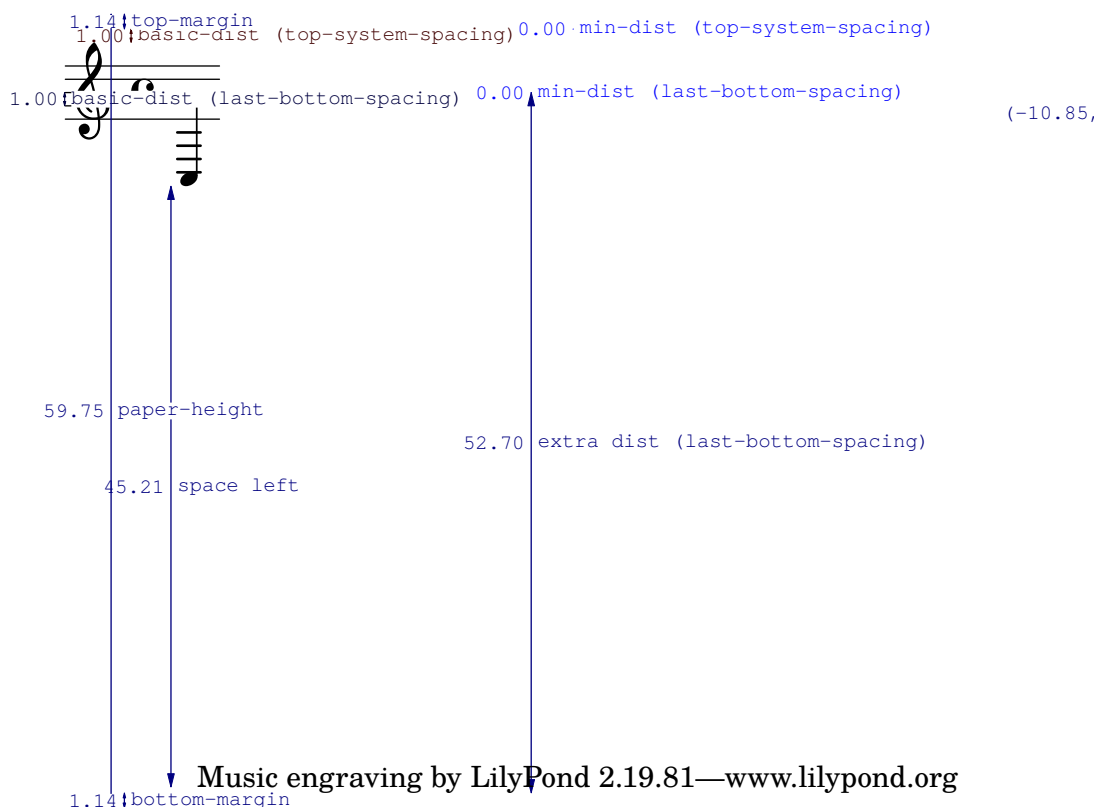 1.14 top-margin
1.00 basic-dist (top-system-spacing) 0.00 min-dist (top-system-spacing)
1.00 basic-dist (last-bottom-spacing) 0.00 min-dist (last-bottom-spacing)
(-10.85,
59.75 paper-height
52.70 extra dist (last-bottom-spacing)
45.21 space left
Music engraving by LilyPond 2.19.81—www.lilypond.org
1.14 bottom-margin